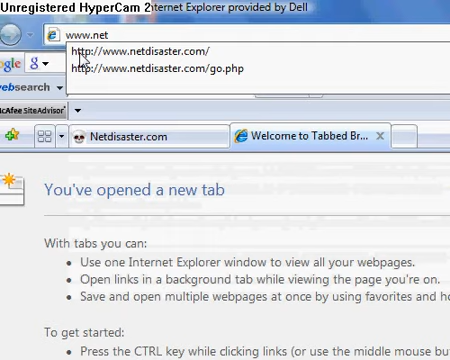 Unregistered HyperCam 2
Internet Explorer provided by Dell
www.net
http://www.netdisaster.com/
http://www.netdisaster.com/go.php
ogle
websearch
McAfee SiteAdvisor
Netdisaster.com
Welcome to Tabbed Br...
You've opened a new tab
With tabs you can:
Use one Internet Explorer window to view all your webpages.
Open links in a background tab while viewing the page you're on.
Save and open multiple webpages at once by using favorites and ho
To get started:
Press the CTRL key while clicking links (or use the middle mouse bu